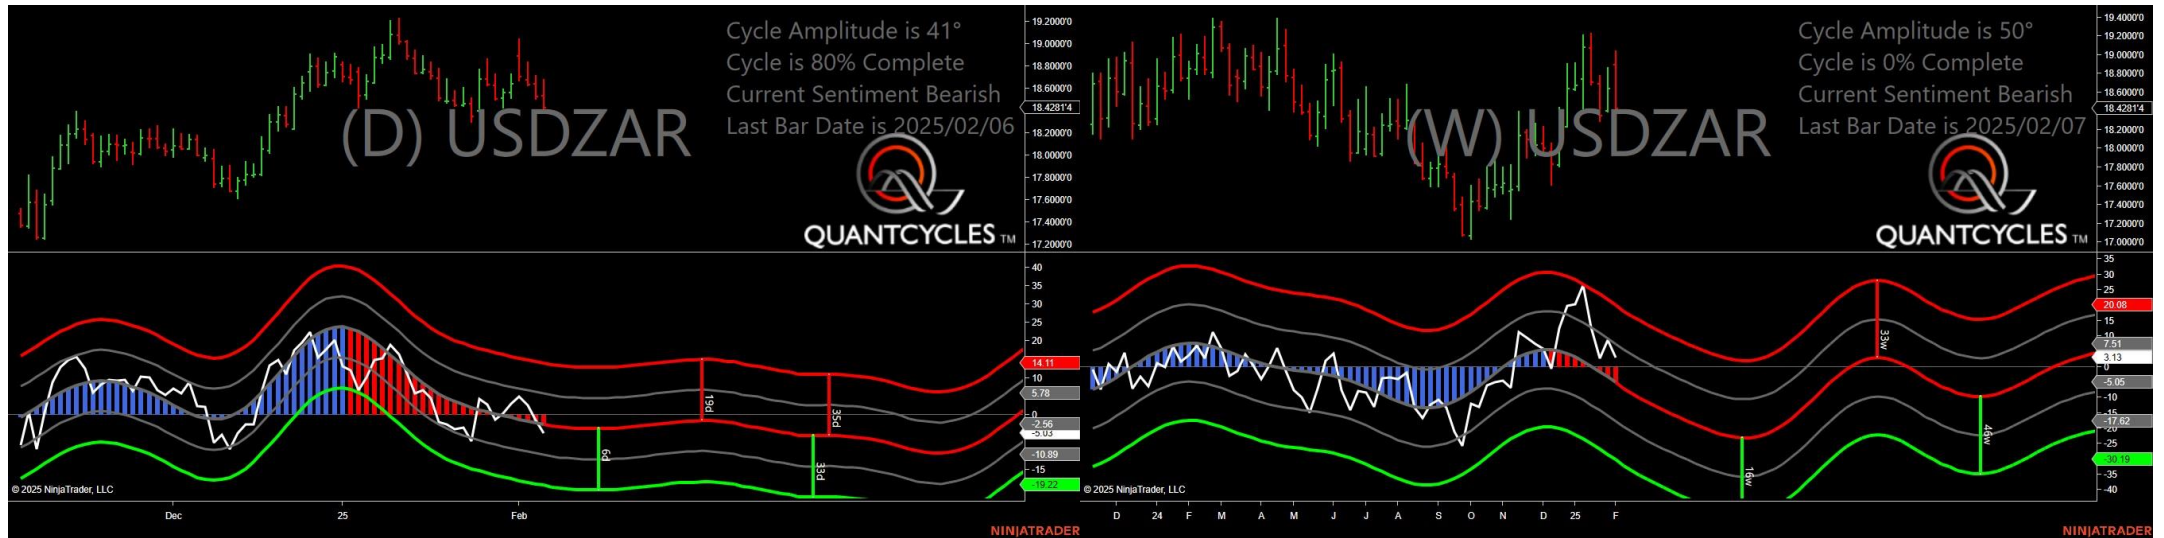 Cycle Amplitude is 41°
Cycle is 80% Complete
Current Sentiment Bearish
Last Bar Date is 2025/02/06
(D) USDZAR
QUANTCYCLES TM
19.2000'0
19.0000'0
18.8000'0
18.6000'0
18.4281'4
18.2000'0
18.0000'0
17.8000'0
17.6000'0
17.4000'0
17.2000'0
40
35
30
25
20
14.11
10
5.78
0
-2.56
-5.03
-10.89
-15
-19.22
19d
35d
6d
33d
© 2025 NinjaTrader, LLC
Dec
25
Feb
NINJATRADER
Cycle Amplitude is 50°
Cycle is 0% Complete
Current Sentiment Bearish
Last Bar Date is 2025/02/07
(W) USDZAR
QUANTCYCLES TM
19.4000'0
19.2000'0
19.0000'0
18.8000'0
18.6000'0
18.4281'4
18.2000'0
18.0000'0
17.8000'0
17.6000'0
17.4000'0
17.2000'0
17.0000'0
35
30
25
20.08
15
10
7.51
3.13
0
-5.05
-10
-15
-17.62
-20
-25
-30.19
-35
-40
33w
46w
16w
© 2025 NinjaTrader, LLC
D
24
F
M
A
M
J
J
A
S
O
N
D
25
F
NINJATRADER